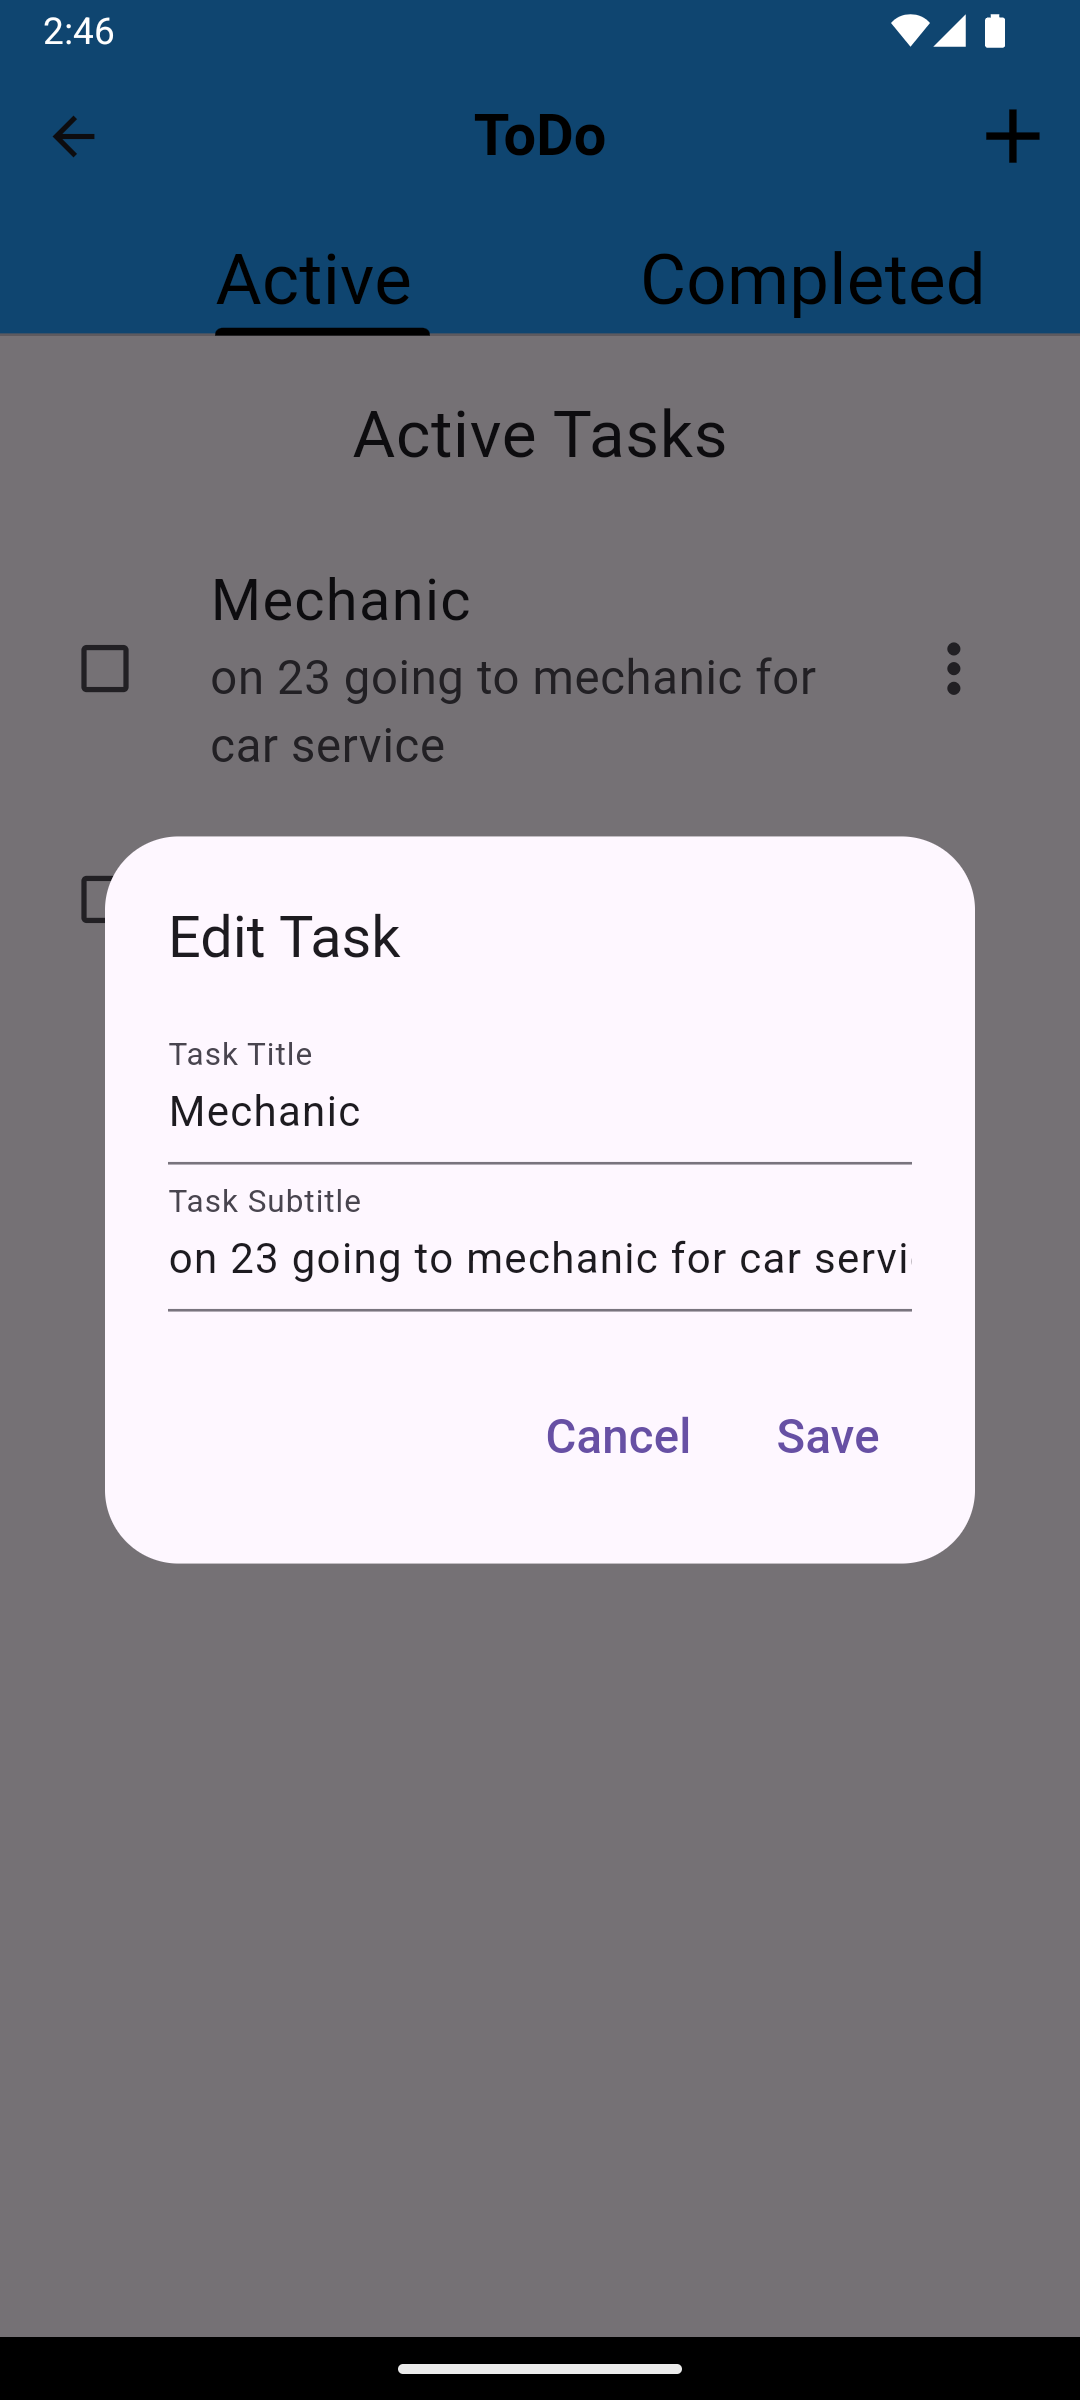 2:46
ToDo
Active
Completed
Active Tasks
Mechanic
on 23 going to mechanic for
car service
Edit Task
Task Title
Mechanic
Task Subtitle
on 23 going to mechanic for car servi
Cancel
Save